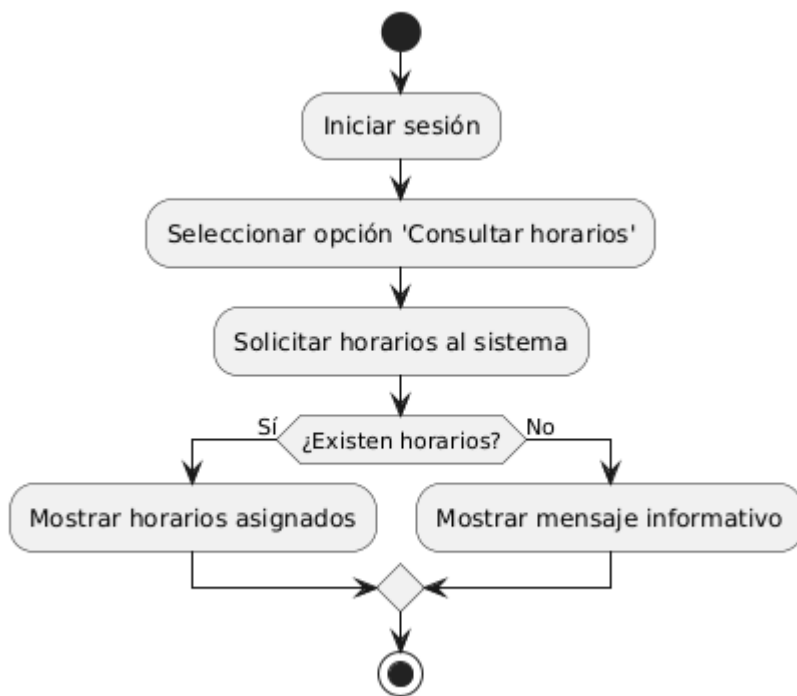 Iniciar sesión
Seleccionar opción 'Consultar horarios'
Solicitar horarios al sistema
Sí
¿Existen horarios?
No
Mostrar horarios asignados
Mostrar mensaje informativo